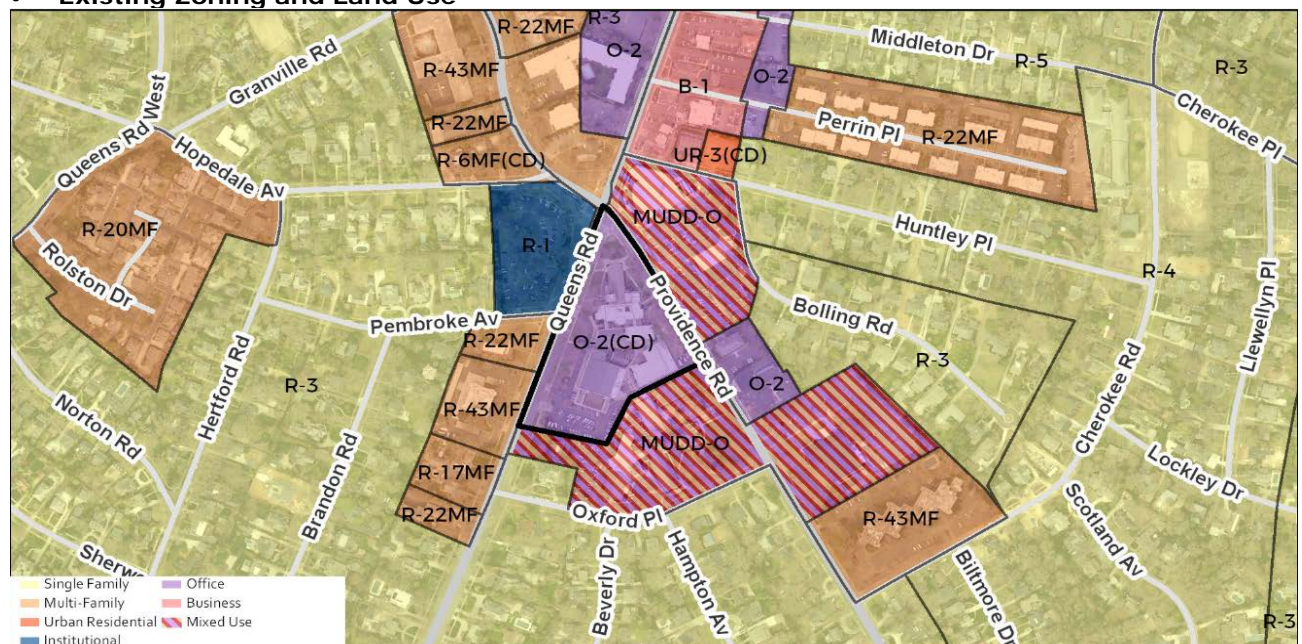 • Existing Zoning and Land Use
R-3
R-22MF
O-2
Middleton Dr
R-5
R-3
Granville Rd
R-43MF
O-2
B-1
Queens Rd West
R-22MF
Perrin Pl
R-22MF
Cherokee Pl
Hopedale Av
R-6MF(CD)
UR-3(CD)
MUDD-O
R-20MF
R-I
Huntley Pl
Queens Rd
Providence Rd
R-4
Rolston Dr
Llewellyn Pl
Pembroke Av
Bolling Rd
R-22MF
O-2(CD)
R-3
R-3
O-2
Hertford Rd
Cherokee Rd
R-43MF
Norton Rd
MUDD-O
Brandon Rd
R-17MF
Lockley Dr
R-22MF
Oxford Pl
R-43MF
Scotland Av
Beverly Dr
Hampton Av
Biltmore Dr
R-3
Sherw
Single Family
Multi-Family
Urban Residential
Institutional
Office
Business
Mixed Use